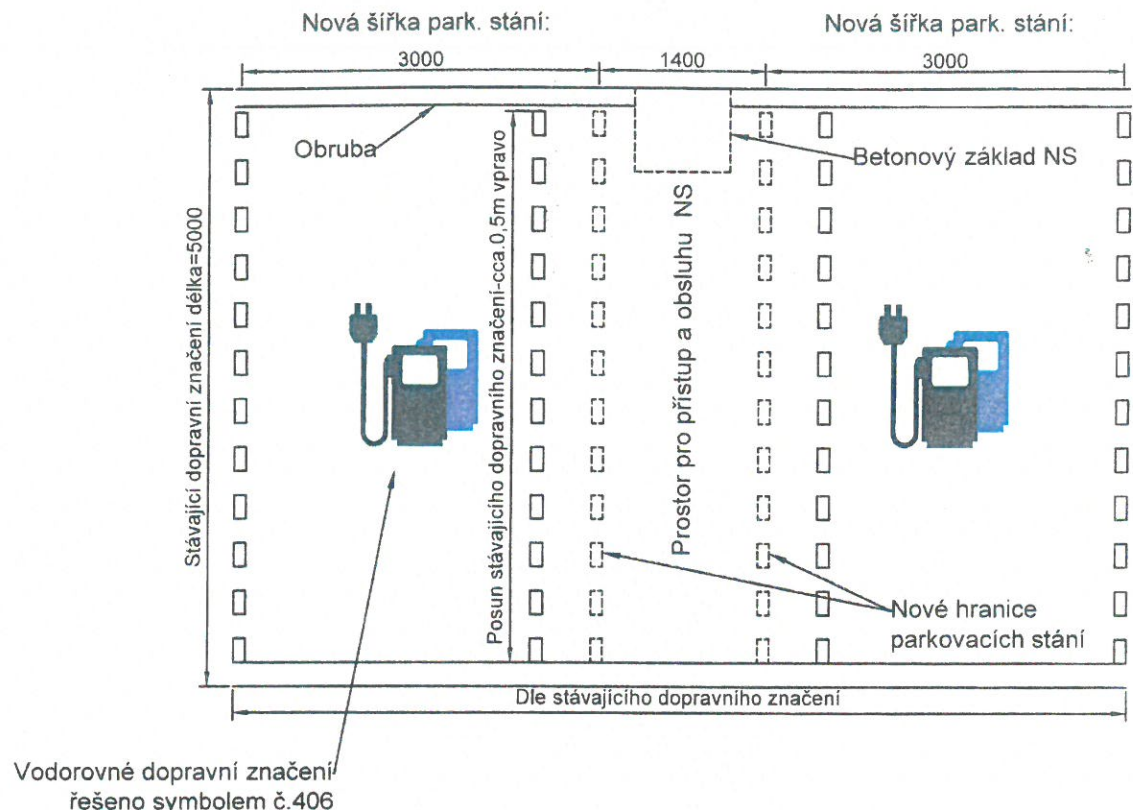 Nová šířka park. stání:
Nová šířka park. stání:
3000
1400
3000
Obruba
Betonový základ NS
Stávající dopravní značení délka=5000
Posun stávajícího dopravního značení-cca.0,5m vpravo
Prostor pro přístup a obsluhu NS
Nové hranice
parkovacích stání
Dle stávajícího dopravního značení
Vodorovné dopravní značení
řešeno symbolem č.406